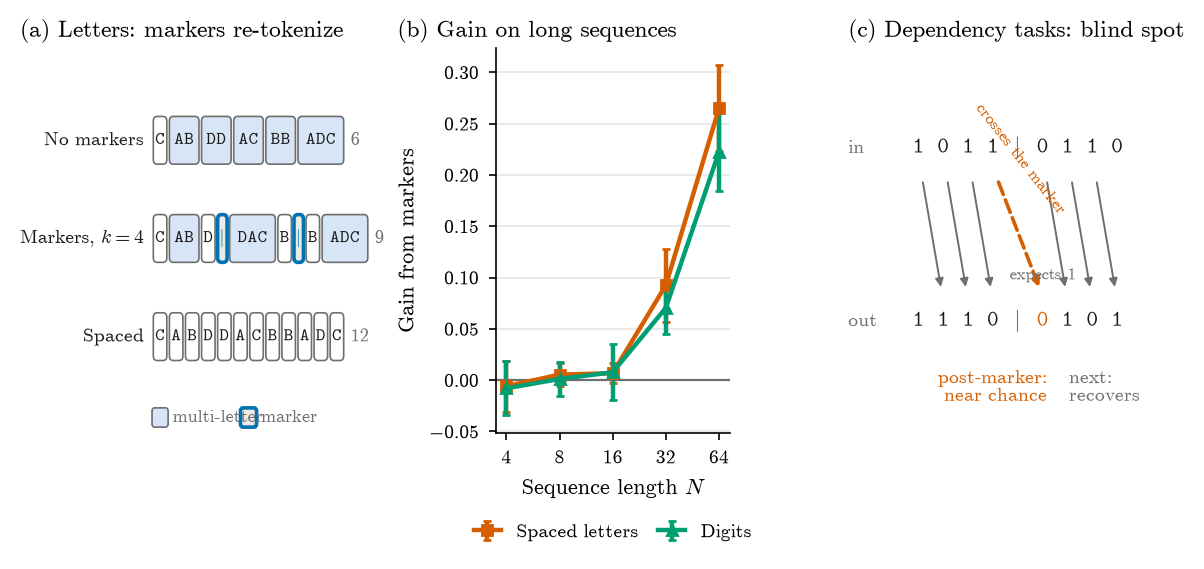 (a) Letters: markers re-tokenize
No markers C AB DD AC BB ADC 6
Markers, k = 4 C AB D | DAC B | B ADC 9
Spaced C A B D D A C B B A D C 12
multi-letter marker
(b) Gain on long sequences
Gain from markers
0.30
0.25
0.20
0.15
0.10
0.05
0.00
−0.05
4 8 16 32 64
Sequence length N
Spaced letters Digits
(c) Dependency tasks: blind spot
crosses the marker
in 1 0 1 1 | 0 1 1 0
expects 1
out 1 1 1 0 | 0 1 0 1
post-marker: next:
near chance recovers